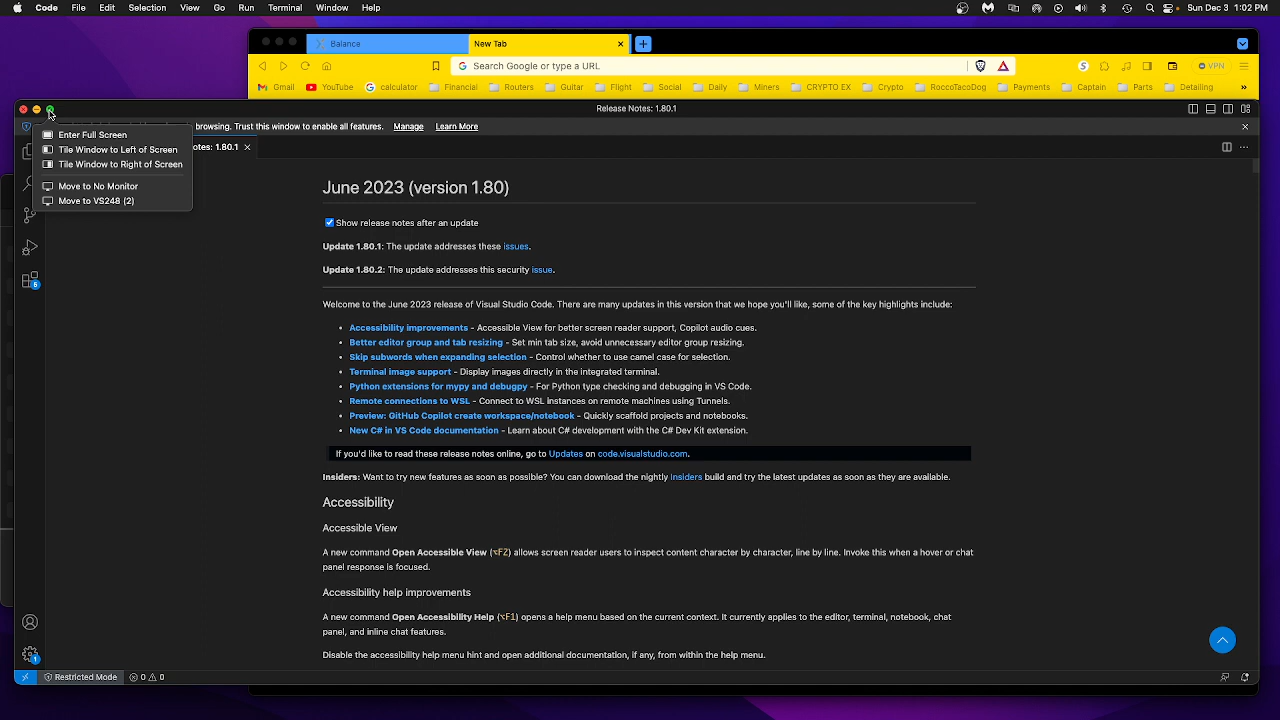 Code File Edit Selection View Go Run Terminal Window Help Sun Dec 3 1:02 PM
Balance New Tab
Search Google or type a URL VPN
Gmail YouTube calculator Financial Routers Guitar Flight Social Daily Miners CRYPTO EX Crypto RoccoTacoDog Payments Captain Parts Detailing »
Release Notes: 1.80.1
browsing. Trust this window to enable all features. Manage Learn More
Enter Full Screen
Tile Window to Left of Screen
Tile Window to Right of Screen
Move to No Monitor
Move to VS248 (2)
otes: 1.80.1
June 2023 (version 1.80)
Show release notes after an update
Update 1.80.1: The update addresses these issues.
Update 1.80.2: The update addresses this security issue.
Welcome to the June 2023 release of Visual Studio Code. There are many updates in this version that we hope you'll like, some of the key highlights include:
• Accessibility improvements - Accessible View for better screen reader support, Copilot audio cues.
• Better editor group and tab resizing - Set min tab size, avoid unnecessary editor group resizing.
• Skip subwords when expanding selection - Control whether to use camel case for selection.
• Terminal image support - Display images directly in the integrated terminal.
• Python extensions for mypy and debugpy - For Python type checking and debugging in VS Code.
• Remote connections to WSL - Connect to WSL instances on remote machines using Tunnels.
• Preview: GitHub Copilot create workspace/notebook - Quickly scaffold projects and notebooks.
• New C# in VS Code documentation - Learn about C# development with the C# Dev Kit extension.
If you'd like to read these release notes online, go to Updates on code.visualstudio.com.
Insiders: Want to try new features as soon as possible? You can download the nightly Insiders build and try the latest updates as soon as they are available.
Accessibility
Accessible View
A new command Open Accessible View (⌥F2) allows screen reader users to inspect content character by character, line by line. Invoke this when a hover or chat
panel response is focused.
Accessibility help improvements
A new command Open Accessibility Help (⌥F1) opens a help menu based on the current context. It currently applies to the editor, terminal, notebook, chat
panel, and inline chat features.
Disable the accessibility help menu hint and open additional documentation, if any, from within the help menu.
6
1
Restricted Mode 0 0